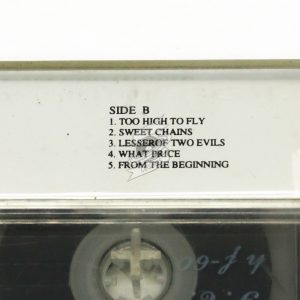 SIDE B
1. TOO HIGH TO FLY
2. SWEET CHAINS
3. LESSEROF TWO EVILS
4. WHAT PRICE
5. FROM THE BEGINNING